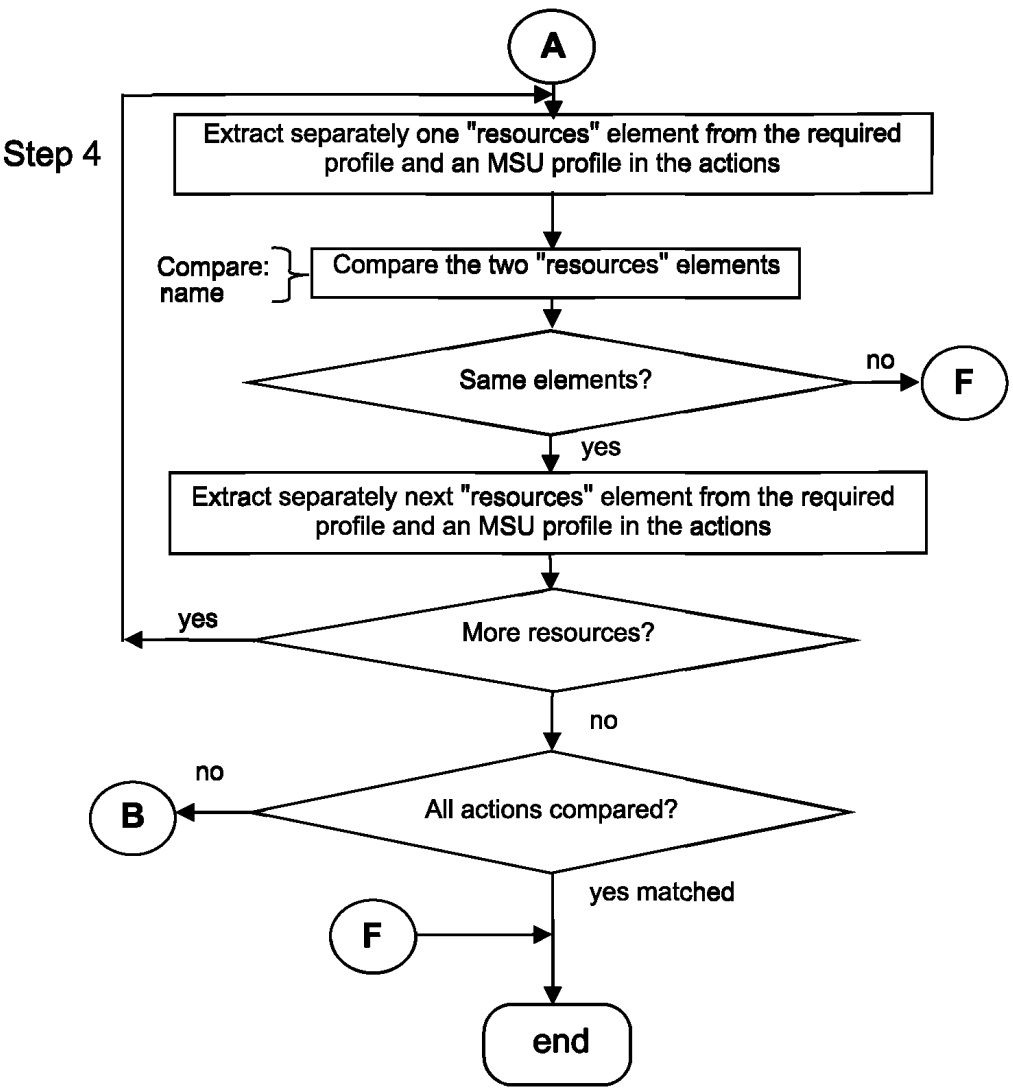 A
Step 4
Extract separately one "resources" element from the required
profile and an MSU profile in the actions
Compare:
name
Compare the two "resources" elements
Same elements?
no
F
yes
Extract separately next "resources" element from the required
profile and an MSU profile in the actions
yes
More resources?
no
no
B
All actions compared?
yes matched
F
end